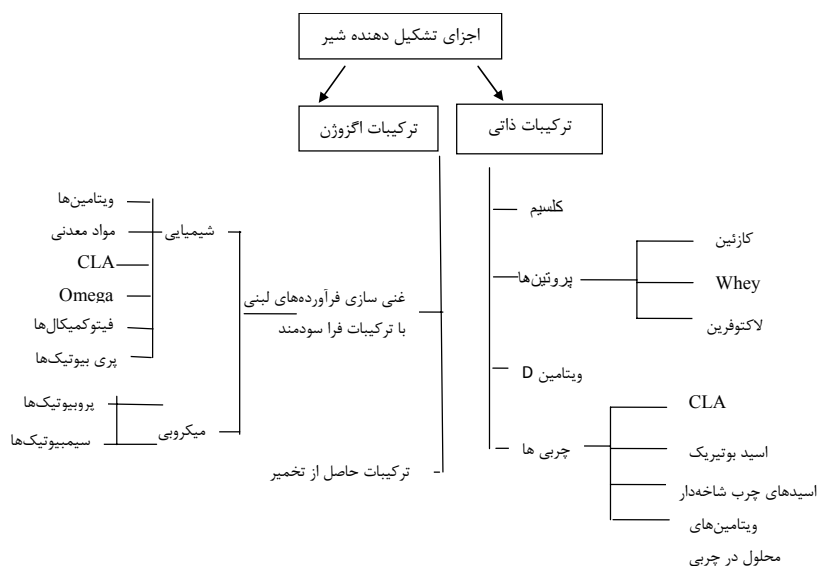 اجزای تشکیل دهنده شیر
ترکیبات ذاتی
ترکیبات اگزوژن
کلسیم
پروتئین‌ها
کازئین
Whey
لاکتوفرین
ویتامین D
چربی ها
CLA
اسید بوتیریک
اسیدهای چرب شاخه‌دار
ویتامین‌های
محلول در چربی
غنی سازی فرآورده‌های لبنی
با ترکیبات فرا سودمند
شیمیایی
ویتامین‌ها
مواد معدنی
CLA
Omega
فیتوکمیکال‌ها
پری بیوتیک‌ها
میکروبی
پروبیوتیک‌ها
سیمبیوتیک‌ها
ترکیبات حاصل از تخمیر